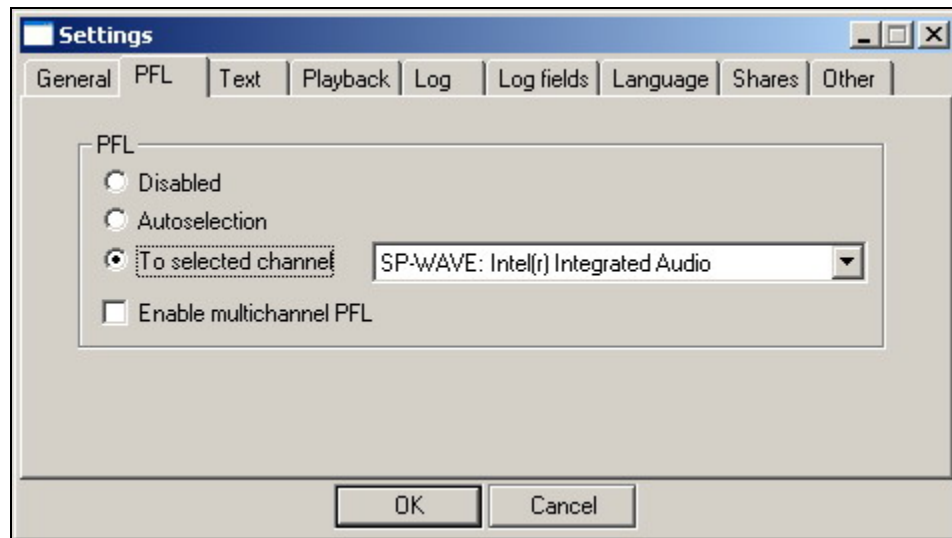 Settings
General PFL Text Playback Log Log fields Language Shares Other
PFL
Disabled
Autoselection
To selected channel SP-WAVE: Intel(r) Integrated Audio
Enable multichannel PFL
OK Cancel